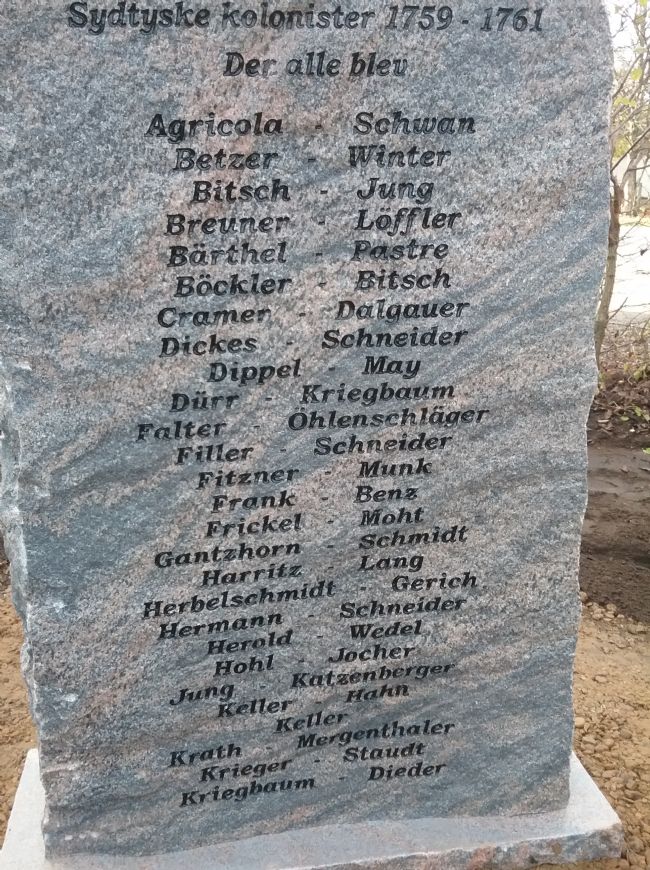 Sydtyske kolonister 1759 - 1761
Der alle blev
Agricola - Schwan
Betzer - Winter
Bitsch - Jung
Breuner - Löffler
Bärthel - Pastre
Böckler - Bitsch
Cramer - Dalgauer
Dickes - Schneider
Dippel - May
Dürr - Kriegbaum
Falter - Öhlenschläger
Filler - Schneider
Fitzner - Munk
Frank - Benz
Frickel - Moht
Gantzhorn - Schmidt
Harritz - Lang
Herbelschmidt - Gerich
Hermann - Schneider
Herold - Wedel
Hohl - Jocher
Jung - Katzenberger
Keller - Hahn
Keller
Krath - Mergenthaler
Krieger - Staudt
Kriegbaum - Dieder